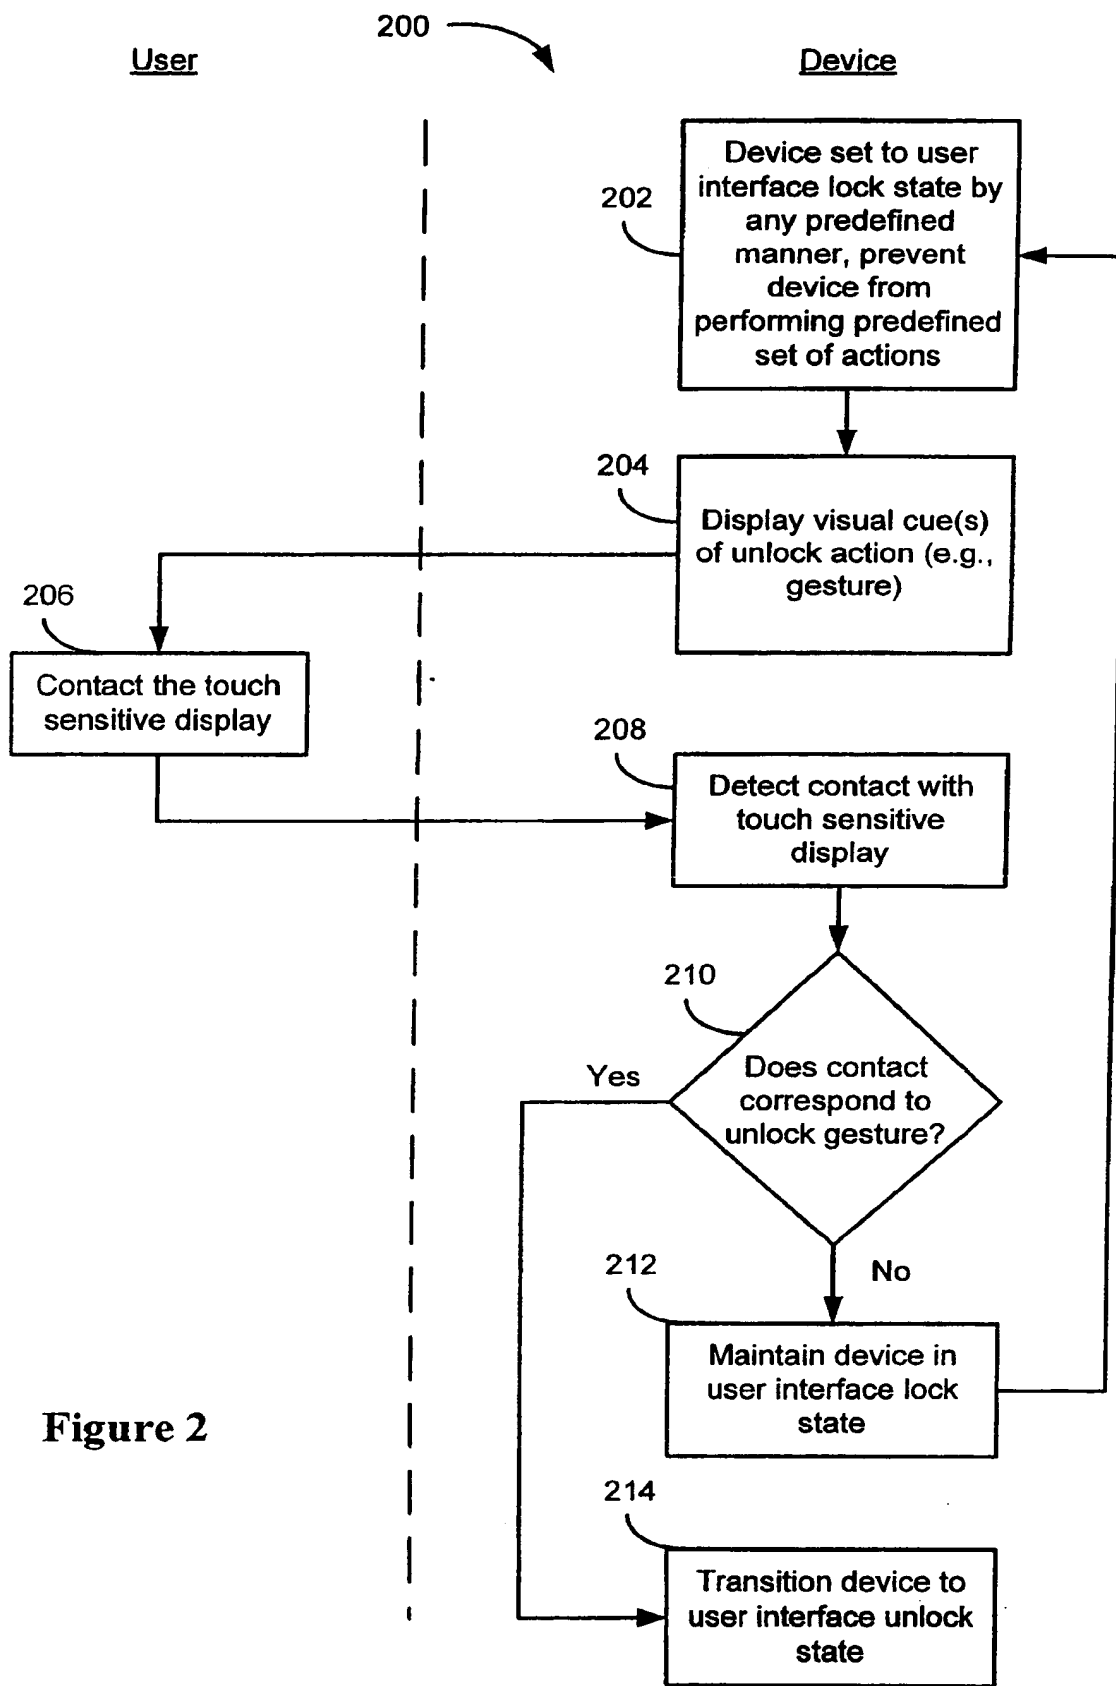 200
User
Device
202
Device set to user
interface lock state by
any predefined
manner, prevent
device from
performing predefined
set of actions
204
Display visual cue(s)
of unlock action (e.g.,
gesture)
206
Contact the touch
sensitive display
208
Detect contact with
touch sensitive
display
210
Does contact
correspond to
unlock gesture?
Yes
No
212
Maintain device in
user interface lock
state
Figure 2
214
Transition device to
user interface unlock
state